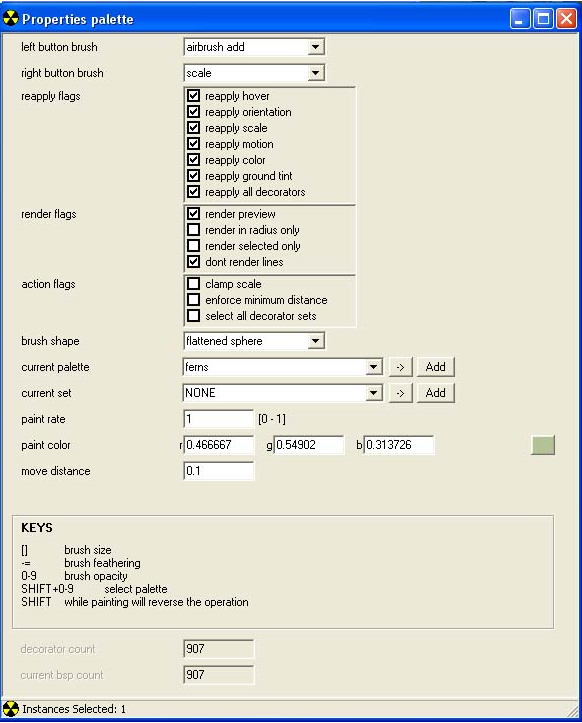 Properties palette
left button brush airbrush add
right button brush scale
reapply flags reapply hover
reapply orientation
reapply scale
reapply motion
reapply color
reapply ground tint
reapply all decorators
render flags render preview
render in radius only
render selected only
dont render lines
action flags clamp scale
enforce minimum distance
select all decorator sets
brush shape flattened sphere
current palette ferns -> Add
current set NONE -> Add
paint rate 1 [0 - 1]
paint color r 0.466667 g 0.54902 b 0.313726
move distance 0.1
KEYS
[] brush size
-= brush feathering
0-9 brush opacity
SHIFT+0-9 select palette
SHIFT while painting will reverse the operation
decorator count 907
current bsp count 907
Instances Selected: 1